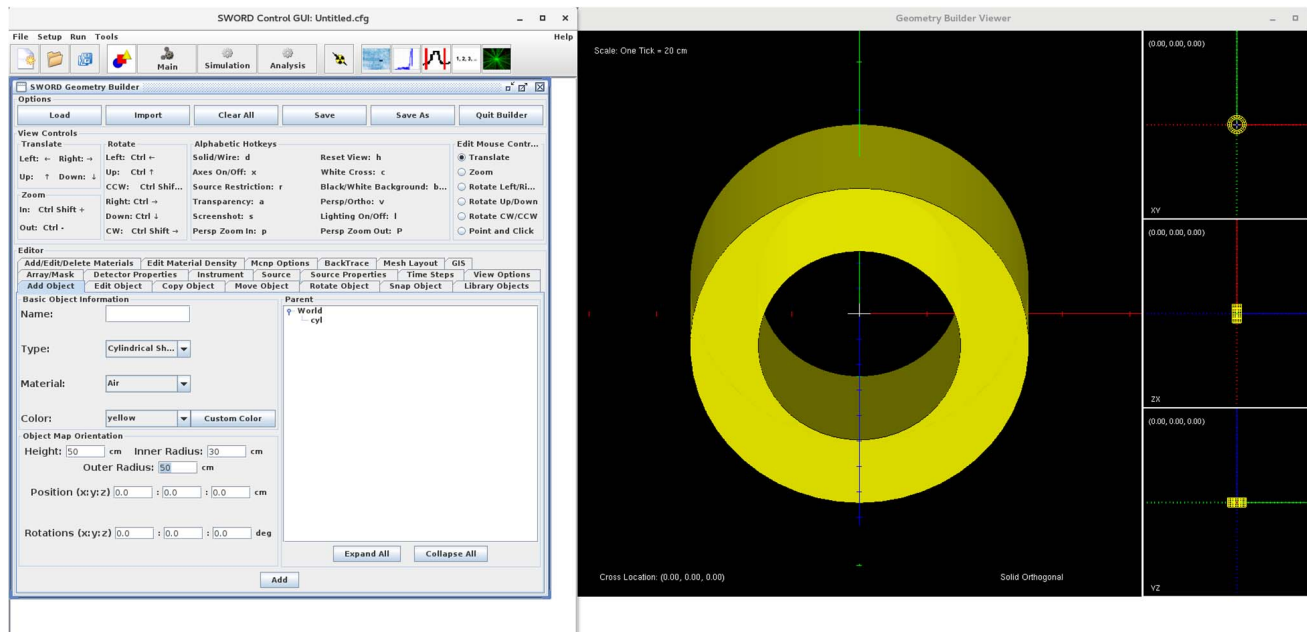 SWORD Control GUI: Untitled.cfg
File Setup Run Tools Help
Main Simulation Analysis 1, 2, 3, ...
SWORD Geometry Builder
Options
Load Import Clear All Save Save As Quit Builder
View Controls
Translate Rotate Alphabetic Hotkeys Edit Mouse Contr...
Left: ← Right: → Left: Ctrl ← Solid/Wire: d Reset View: h Translate
Up: ↑ Down: ↓ Up: Ctrl ↑ Axes On/Off: x White Cross: c Zoom
CCW: Ctrl Shif... Source Restriction: r Black/White Background: b... Rotate Left/Ri...
Zoom
In: Ctrl Shift + Right: Ctrl → Transparency: a Persp/Ortho: v Rotate Up/Down
Down: Ctrl ↓ Screenshot: s Lighting On/Off: l Rotate CW/CCW
Out: Ctrl - CW: Ctrl Shift → Persp Zoom In: p Persp Zoom Out: P Point and Click
Editor
Add/Edit/Delete Materials Edit Material Density Mcnp Options BackTrace Mesh Layout GIS
Array/Mask Detector Properties Instrument Source Source Properties Time Steps View Options
Add Object Edit Object Copy Object Move Object Rotate Object Snap Object Library Objects
Basic Object Information Parent
Name: World
cyl
Type: Cylindrical Sh...
Material: Air
Color: yellow Custom Color
Object Map Orientation
Height: 50 cm Inner Radius: 30 cm
Outer Radius: 50 cm
Position (x:y:z) 0.0 : 0.0 : 0.0 cm
Rotations (x:y:z) 0.0 : 0.0 : 0.0 deg
Expand All Collapse All
Add
Geometry Builder Viewer
Scale: One Tick = 20 cm
Cross Location: (0.00, 0.00, 0.00) Solid Orthogonal
(0.00, 0.00, 0.00)
XY
(0.00, 0.00, 0.00)
ZX
(0.00, 0.00, 0.00)
YZ